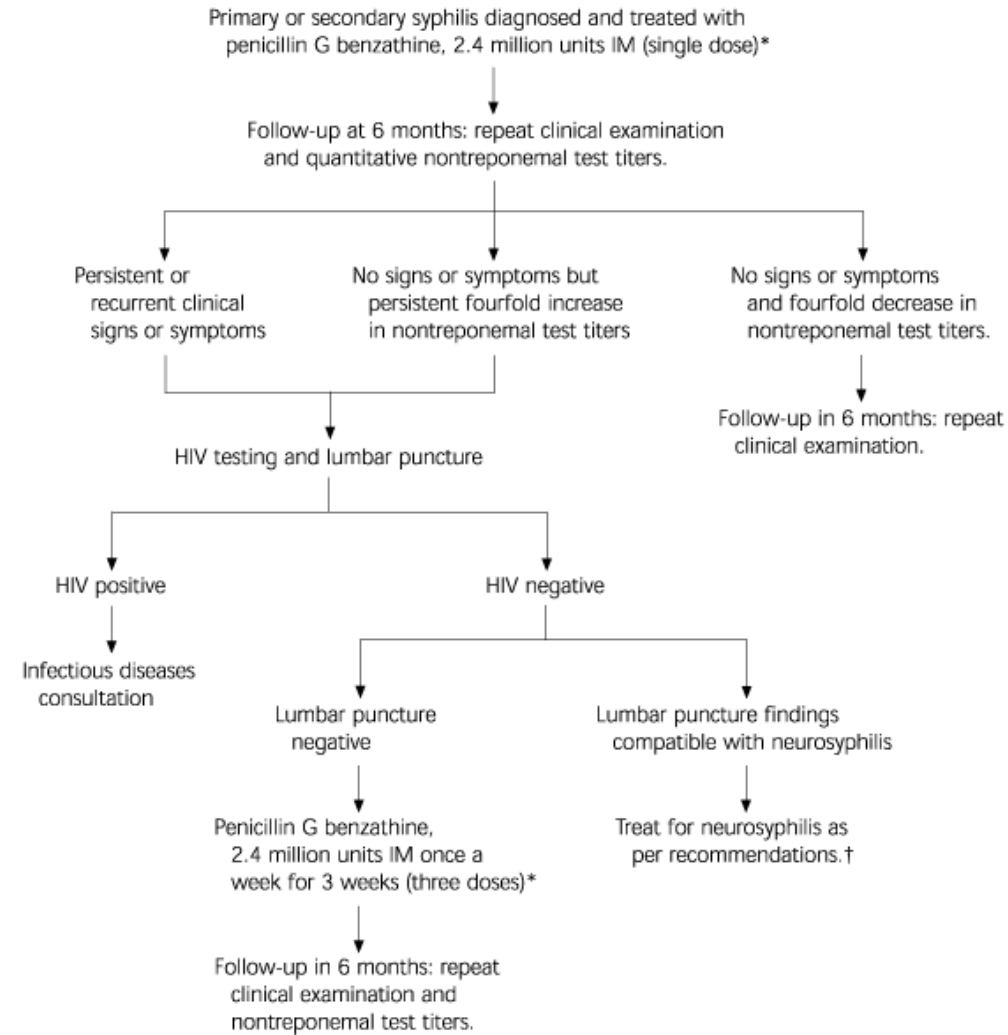 Primary or secondary syphilis diagnosed and treated with
penicillin G benzathine, 2.4 million units IM (single dose)*
Follow-up at 6 months: repeat clinical examination
and quantitative nontreponemal test titers.
Persistent or
recurrent clinical
signs or symptoms
No signs or symptoms but
persistent fourfold increase
in nontreponemal test titers
No signs or symptoms
and fourfold decrease in
nontreponemal test titers.
Follow-up in 6 months: repeat
clinical examination.
HIV testing and lumbar puncture
HIV positive
HIV negative
Infectious diseases
consultation
Lumbar puncture
negative
Lumbar puncture findings
compatible with neurosyphilis
Penicillin G benzathine,
2.4 million units IM once a
week for 3 weeks (three doses)*
Treat for neurosyphilis as
per recommendations.†
Follow-up in 6 months: repeat
clinical examination and
nontreponemal test titers.